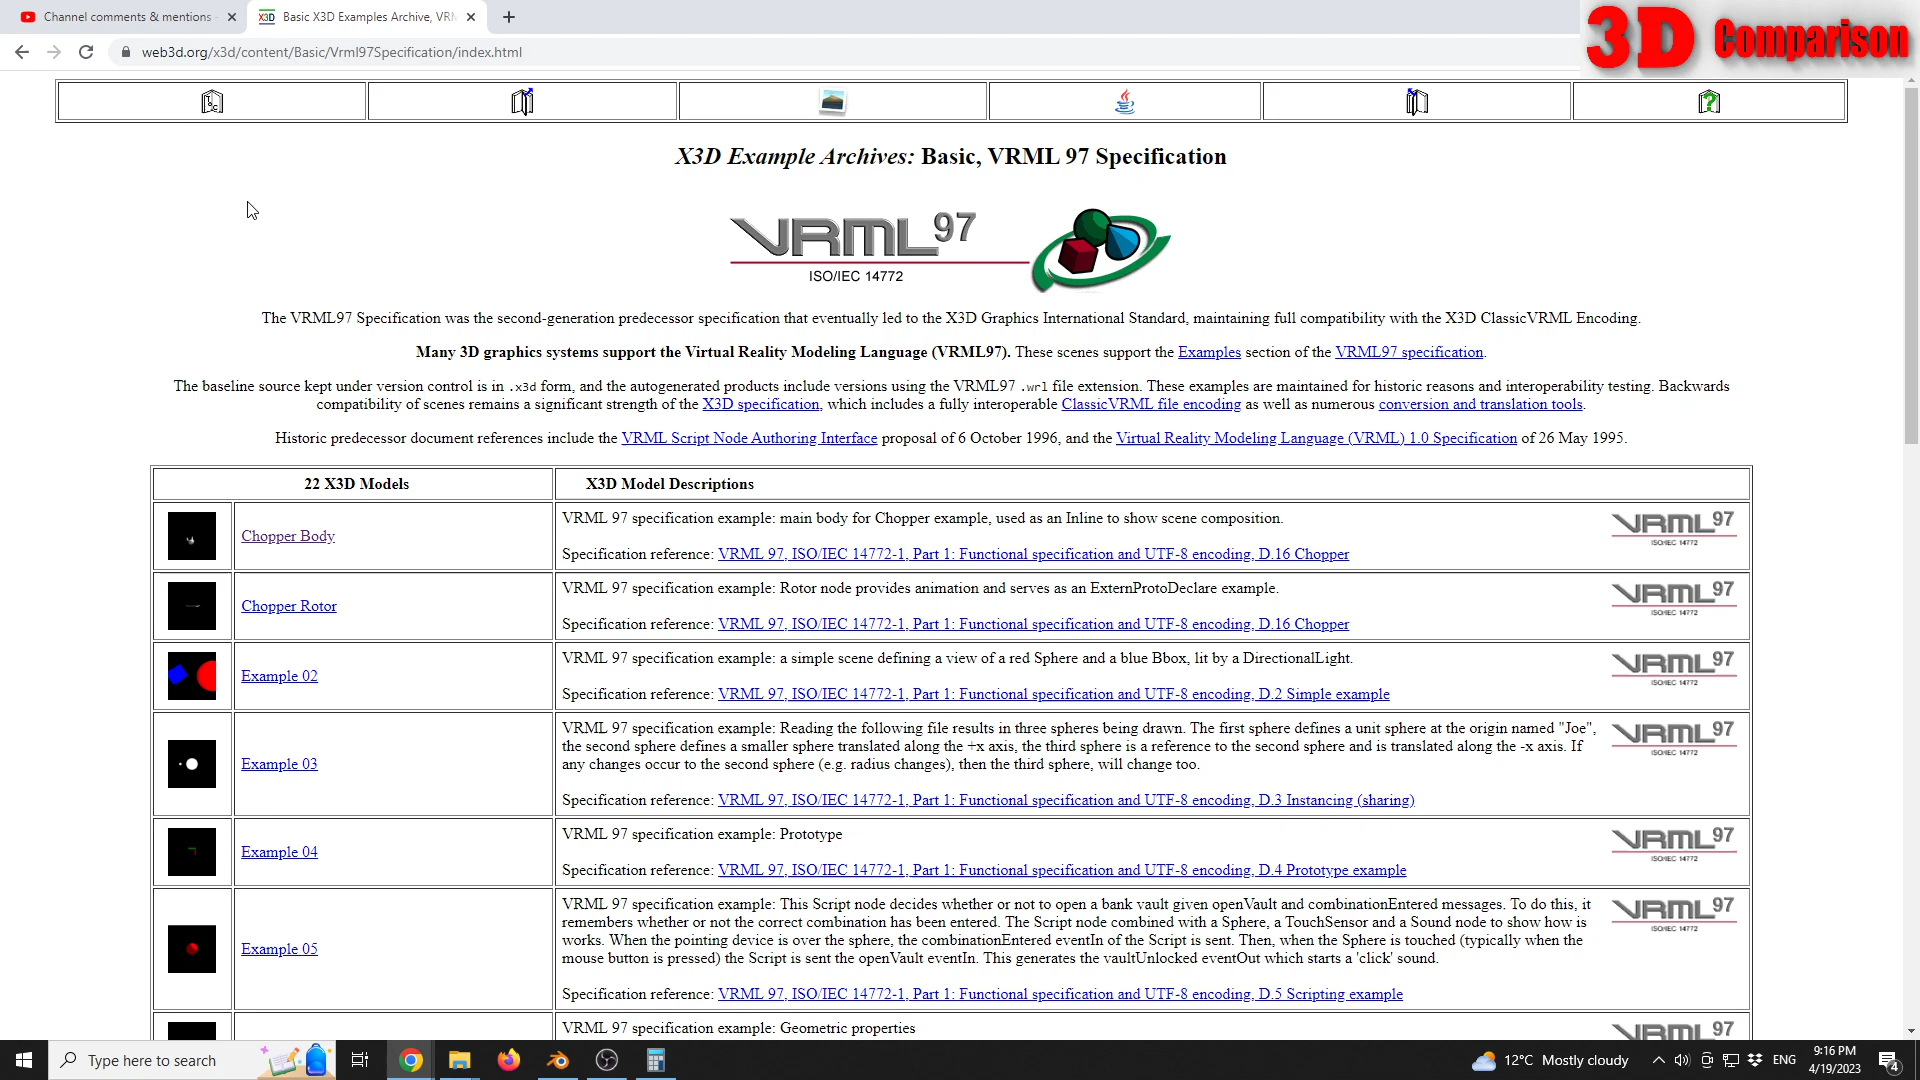 Channel comments & mentions -
Basic X3D Examples Archive, VRM
web3d.org/x3d/content/Basic/Vrml97Specification/index.html
3D Comparison
X3D Example Archives: Basic, VRML 97 Specification
VRML97
ISO/IEC 14772
The VRML97 Specification was the second-generation predecessor specification that eventually led to the X3D Graphics International Standard, maintaining full compatibility with the X3D ClassicVRML Encoding.
Many 3D graphics systems support the Virtual Reality Modeling Language (VRML97). These scenes support the Examples section of the VRML97 specification.
The baseline source kept under version control is in .x3d form, and the autogenerated products include versions using the VRML97 .wrl file extension. These examples are maintained for historic reasons and interoperability testing. Backwards
compatibility of scenes remains a significant strength of the X3D specification, which includes a fully interoperable ClassicVRML file encoding as well as numerous conversion and translation tools.
Historic predecessor document references include the VRML Script Node Authoring Interface proposal of 6 October 1996, and the Virtual Reality Modeling Language (VRML) 1.0 Specification of 26 May 1995.
22 X3D Models
X3D Model Descriptions
Chopper Body
VRML 97 specification example: main body for Chopper example, used as an Inline to show scene composition.
Specification reference: VRML 97, ISO/IEC 14772-1, Part 1: Functional specification and UTF-8 encoding, D.16 Chopper
VRML97
ISO/IEC 14772
Chopper Rotor
VRML 97 specification example: Rotor node provides animation and serves as an ExternProtoDeclare example.
Specification reference: VRML 97, ISO/IEC 14772-1, Part 1: Functional specification and UTF-8 encoding, D.16 Chopper
VRML97
ISO/IEC 14772
Example 02
VRML 97 specification example: a simple scene defining a view of a red Sphere and a blue Bbox, lit by a DirectionalLight.
Specification reference: VRML 97, ISO/IEC 14772-1, Part 1: Functional specification and UTF-8 encoding, D.2 Simple example
VRML97
ISO/IEC 14772
Example 03
VRML 97 specification example: Reading the following file results in three spheres being drawn. The first sphere defines a unit sphere at the origin named "Joe",
the second sphere defines a smaller sphere translated along the +x axis, the third sphere is a reference to the second sphere and is translated along the -x axis. If
any changes occur to the second sphere (e.g. radius changes), then the third sphere, will change too.
Specification reference: VRML 97, ISO/IEC 14772-1, Part 1: Functional specification and UTF-8 encoding, D.3 Instancing (sharing)
VRML97
ISO/IEC 14772
Example 04
VRML 97 specification example: Prototype
Specification reference: VRML 97, ISO/IEC 14772-1, Part 1: Functional specification and UTF-8 encoding, D.4 Prototype example
VRML97
ISO/IEC 14772
Example 05
VRML 97 specification example: This Script node decides whether or not to open a bank vault given openVault and combinationEntered messages. To do this, it
remembers whether or not the correct combination has been entered. The Script node combined with a Sphere, a TouchSensor and a Sound node to show how is
works. When the pointing device is over the sphere, the combinationEntered eventIn of the Script is sent. Then, when the Sphere is touched (typically when the
mouse button is pressed) the Script is sent the openVault eventIn. This generates the vaultUnlocked eventOut which starts a 'click' sound.
Specification reference: VRML 97, ISO/IEC 14772-1, Part 1: Functional specification and UTF-8 encoding, D.5 Scripting example
VRML97
ISO/IEC 14772
VRML 97 specification example: Geometric properties
VRML97
Type here to search
12°C Mostly cloudy
ENG
9:16 PM
4/19/2023
4